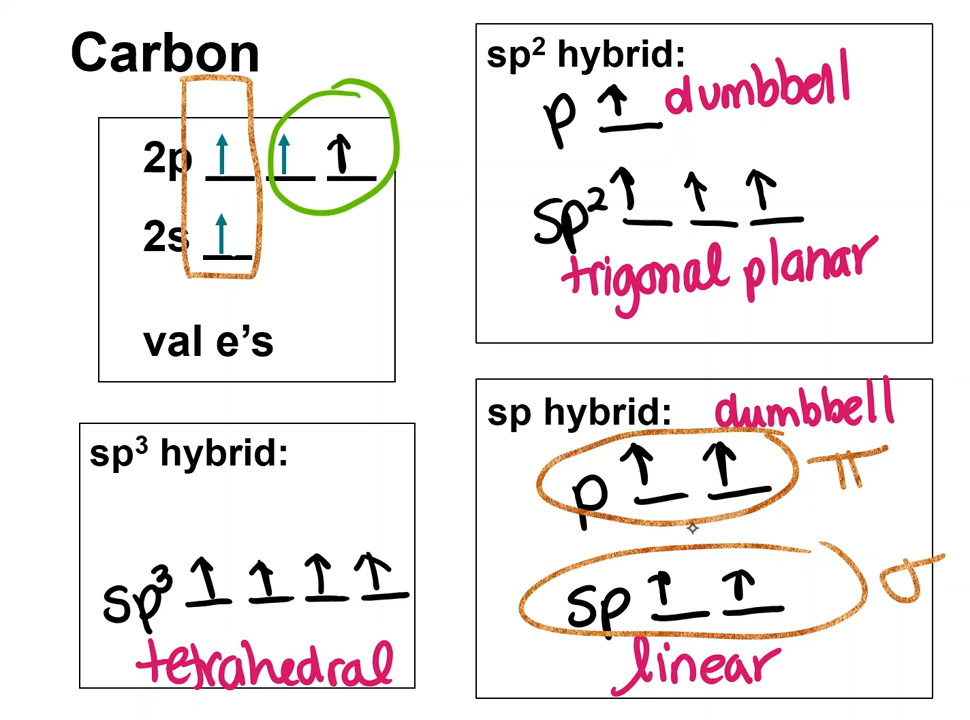 Carbon
2p
2s
val e's
sp² hybrid:
p dumbbell
sp²
trigonal planar
sp³ hybrid:
sp³
tetrahedral
sp hybrid: dumbbell
p π
sp σ
linear